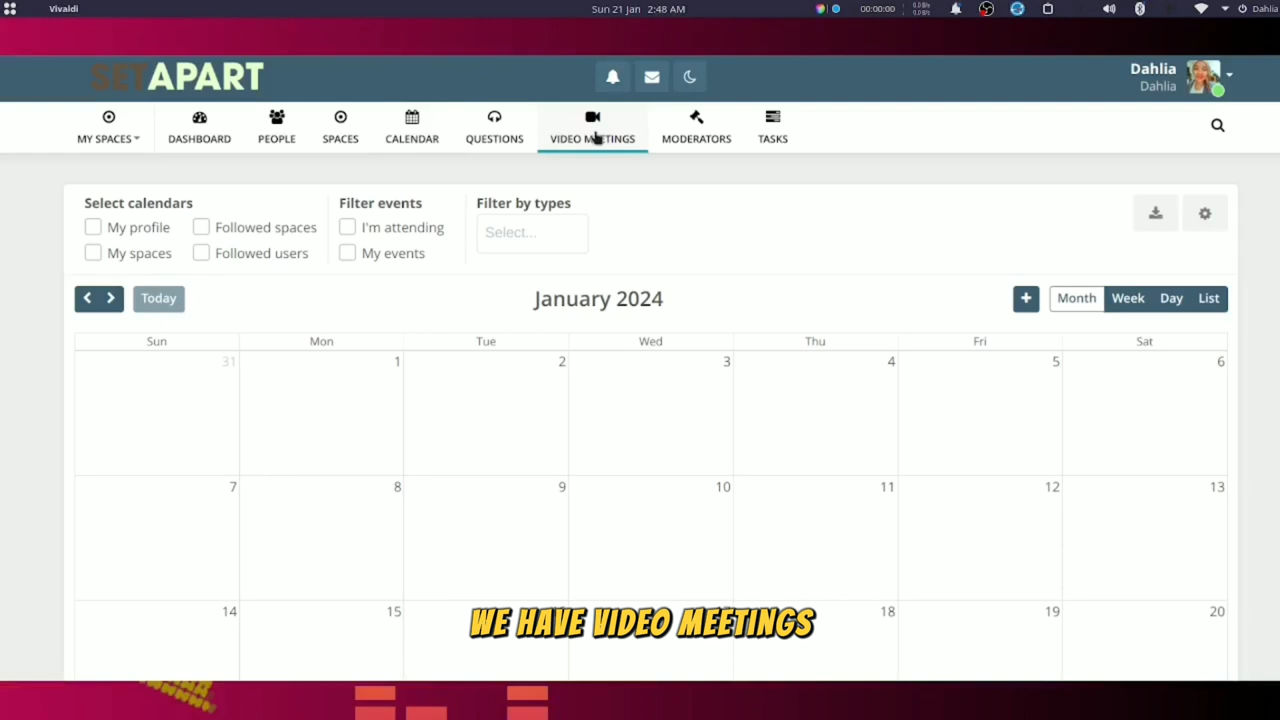 Vivaldi
Sun 21 Jan 2:48 AM
00:00:00
0.0 B/s
0.0 B/s
Dahlia
SETAPART
Dahlia
Dahlia
MY SPACES
DASHBOARD
PEOPLE
SPACES
CALENDAR
QUESTIONS
VIDEO MEETINGS
MODERATORS
TASKS
Select calendars
My profile
Followed spaces
My spaces
Followed users
Filter events
I'm attending
My events
Filter by types
Select...
Today
January 2024
Month Week Day List
Sun Mon Tue Wed Thu Fri Sat
31 1 2 3 4 5 6
7 8 9 10 11 12 13
14 15 18 19 20
WE HAVE VIDEO MEETINGS